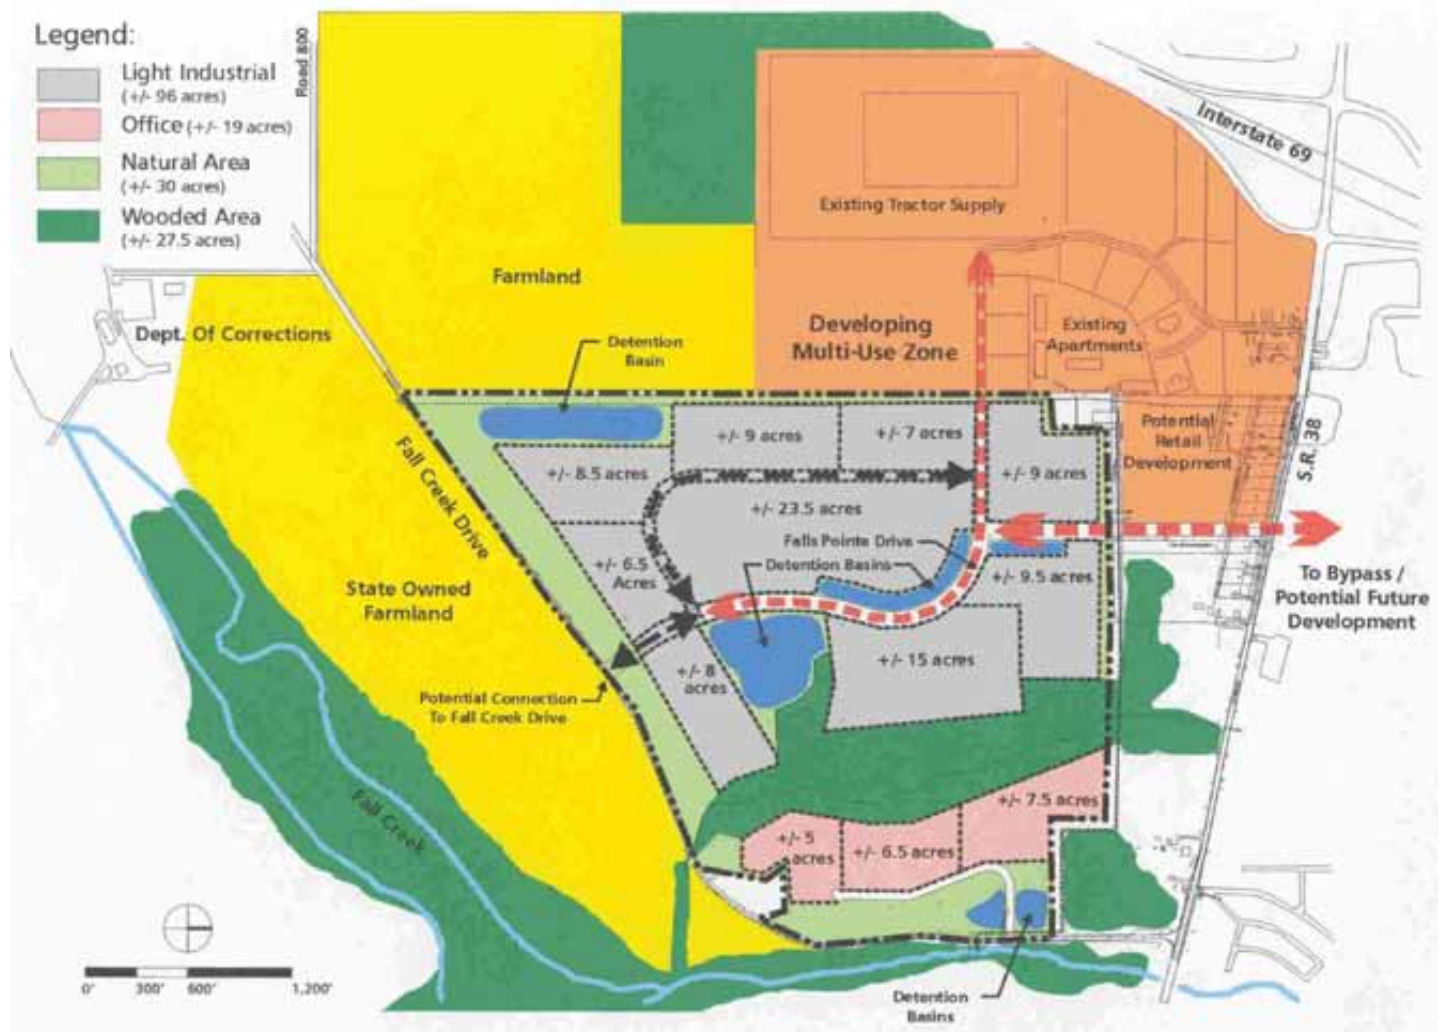 Legend:
Light Industrial
(+/- 96 acres)
Office (+/- 19 acres)
Natural Area
(+/- 30 acres)
Wooded Area
(+/- 27.5 acres)
Road 800
Interstate 69
Existing Tractor Supply
Farmland
Dept. Of Corrections
Developing
Multi-Use Zone
Existing
Apartments
Detention
Basin
Potential
Retail
Development
S.R. 38
Fall Creek Drive
+/- 9 acres
+/- 7 acres
+/- 8.5 acres
+/- 9 acres
+/- 23.5 acres
Falls Pointe Drive
Detention Basins
+/- 6.5
Acres
+/- 9.5 acres
To Bypass /
Potential Future
Development
State Owned
Farmland
+/- 15 acres
+/- 8
acres
Potential Connection
To Fall Creek Drive
Fall Creek
+/- 7.5 acres
+/- 5
acres
+/- 6.5 acres
0' 300' 600' 1,200'
Detention
Basins